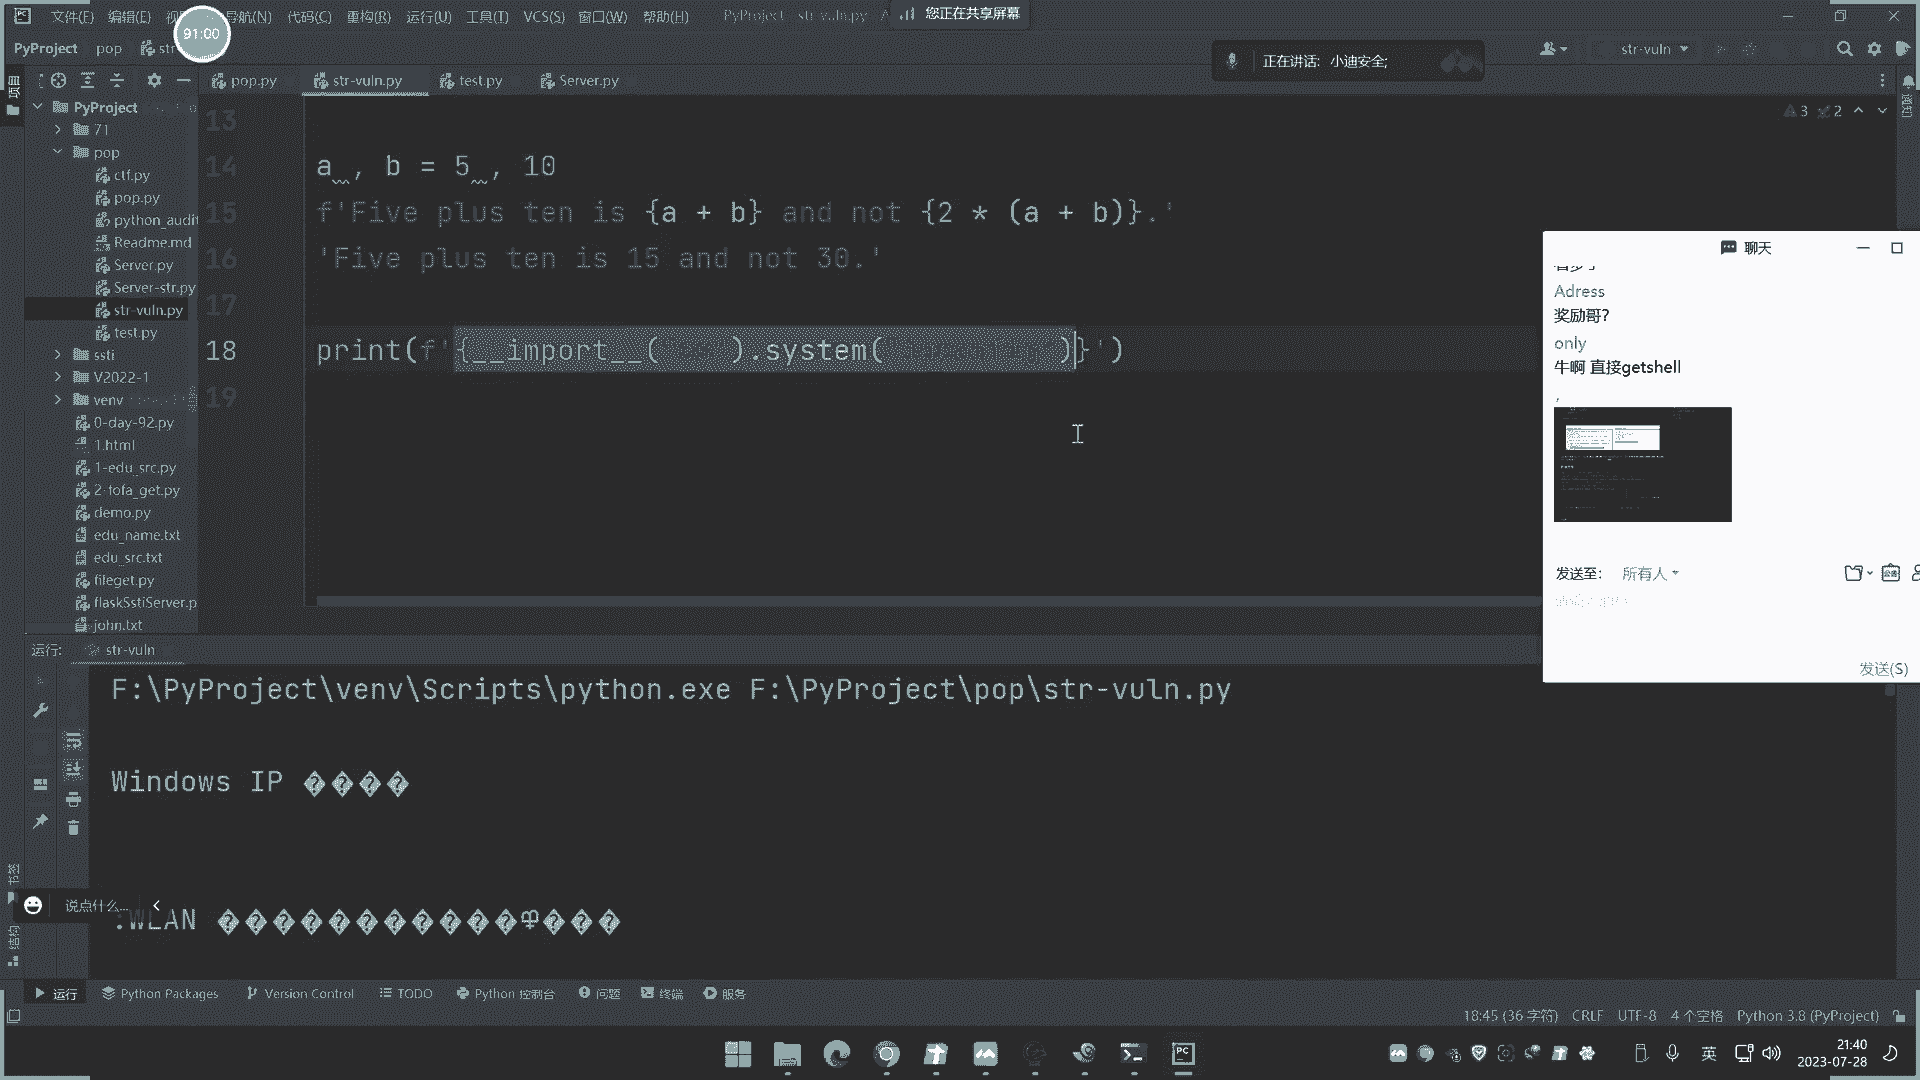 文件(F) 编辑(E) 导航(N) 代码(C) 重构(R) 运行(U) 工具(T) VCS(S) 窗口(W) 帮助(H) PyProject - str-vuln.py
您正在共享屏幕
91:00
PyProject pop str
str-vuln
正在讲话: 小迪安全;
项目
pop.py str-vuln.py test.py Server.py
PyProject
71
pop
ctf.py
pop.py
python_audit
Readme.md
Server.py
Server-str.py
str-vuln.py
test.py
ssti
V2022-1
venv
0-day-92.py
1.html
1-edu_src.py
2-fofa_get.py
demo.py
edu_name.txt
edu_src.txt
fileget.py
flaskSstiServer.p
john.txt
3 2
13
14 a , b = 5 , 10
15 f'Five plus ten is {a + b} and not {2 * (a + b)}.'
16 'Five plus ten is 15 and not 30.'
17
18 print(f'{__import__( ).system( )}')
19
聊天
Adress
奖励哥?
only
牛啊 直接getshell
,
发送至: 所有人
发送(S)
运行: str-vuln
F:\PyProject\venv\Scripts\python.exe F:\PyProject\pop\str-vuln.py
Windows IP ����
:WLAN
说点什么...
书签
结构
运行 Python Packages Version Control TODO Python 控制台 问题 终端 服务
18:45 (36 字符) CRLF UTF-8 4 个空格 Python 3.8 (PyProject)
英
21:40
2023-07-28